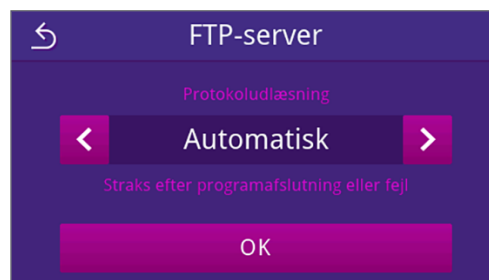 FTP-server
Protokoludlæsning
Automatisk
Straks efter programafslutning eller fejl
OK